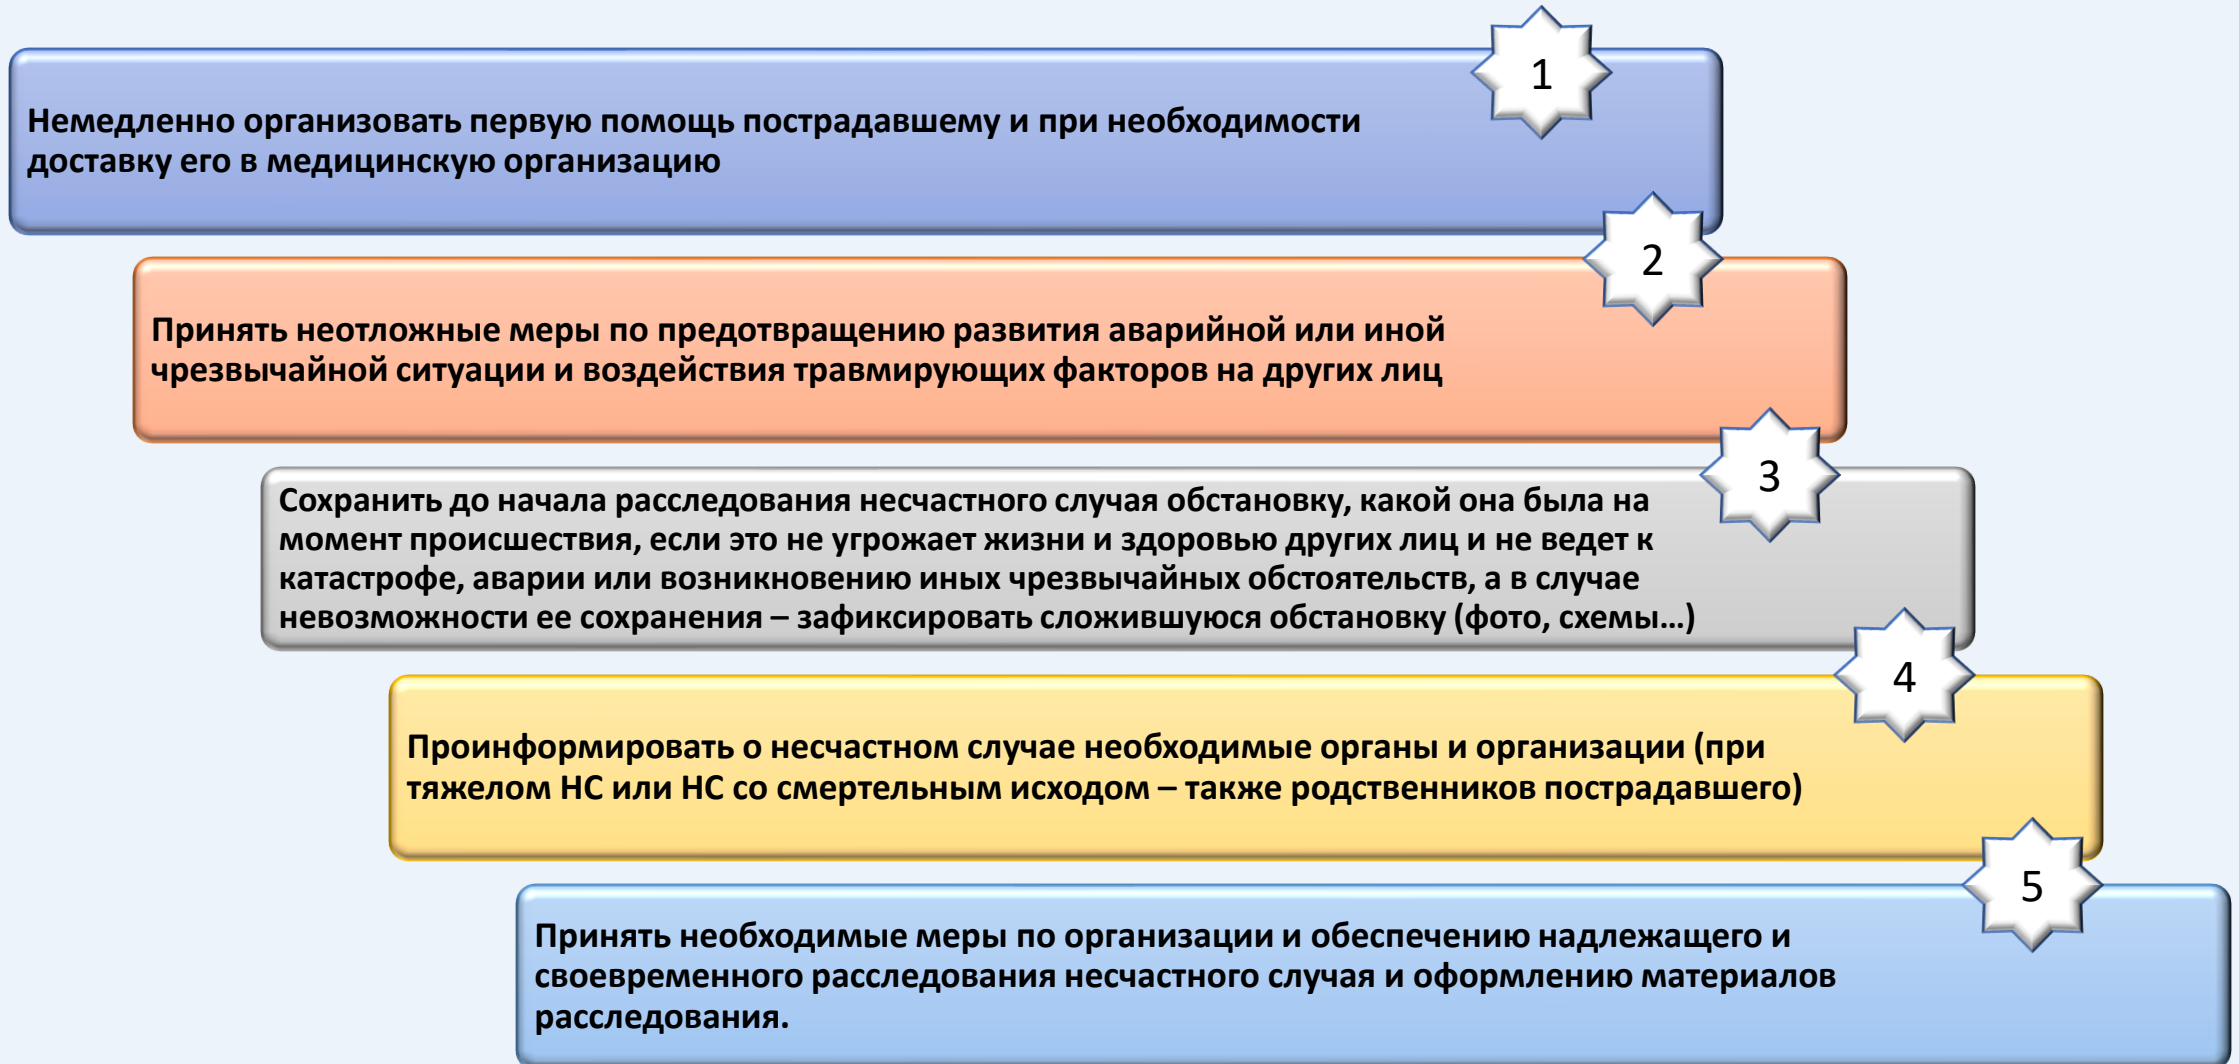 1
Немедленно организовать первую помощь пострадавшему и при необходимости
доставку его в медицинскую организацию
2
Принять неотложные меры по предотвращению развития аварийной или иной
чрезвычайной ситуации и воздействия травмирующих факторов на других лиц
3
Сохранить до начала расследования несчастного случая обстановку, какой она была на
момент происшествия, если это не угрожает жизни и здоровью других лиц и не ведет к
катастрофе, аварии или возникновению иных чрезвычайных обстоятельств, а в случае
невозможности ее сохранения – зафиксировать сложившуюся обстановку (фото, схемы…)
4
Проинформировать о несчастном случае необходимые органы и организации (при
тяжелом НС или НС со смертельным исходом – также родственников пострадавшего)
5
Принять необходимые меры по организации и обеспечению надлежащего и
своевременного расследования несчастного случая и оформлению материалов
расследования.